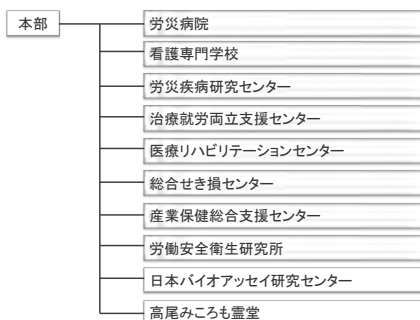 本部
労災病院
看護専門学校
労災疾病研究センター
治療就労両立支援センター
医療リハビリテーションセンター
総合せき損センター
産業保健総合支援センター
労働安全衛生研究所
日本バイオアッセイ研究センター
高尾みころも霊堂